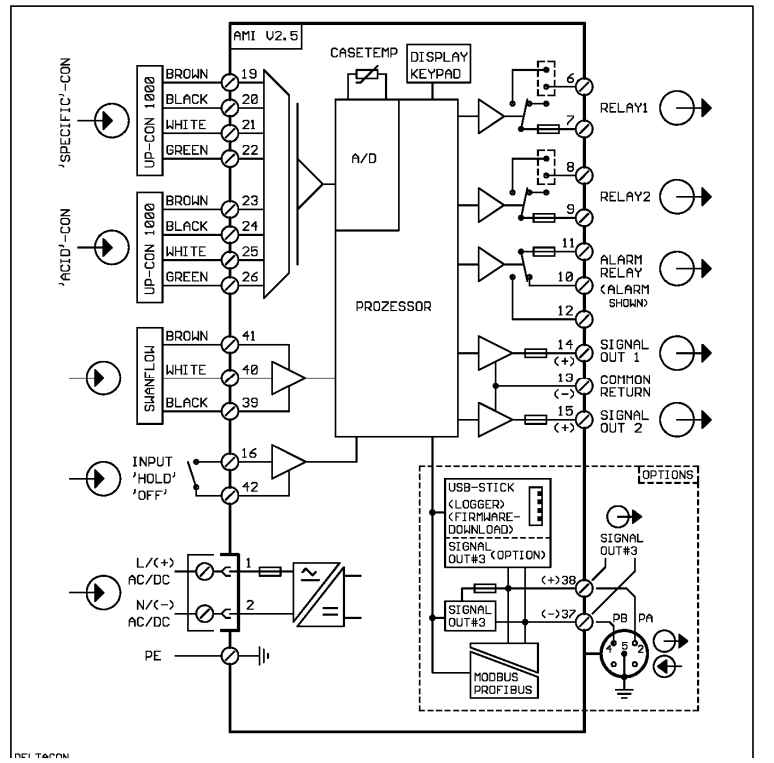 AMI V2.5
CASETEMP
DISPLAY
KEYPAD
'SPECIFIC'-CON
UP-CON 1000
BROWN 19
BLACK 20
WHITE 21
GREEN 22
'ACID'-CON
UP-CON 1000
BROWN 23
BLACK 24
WHITE 25
GREEN 26
A/D
PROZESSOR
SWANFLOW
BROWN 41
WHITE 40
BLACK 39
INPUT 16
'HOLD'
'OFF' 42
L/(+) 1
AC/DC
N/(-) 2
AC/DC
PE
6
RELAY1
7
8
RELAY2
9
11
ALARM
10 RELAY
(ALARM
SHOWN)
12
14 SIGNAL
(+) OUT 1
13 COMMON
(-) RETURN
15 SIGNAL
(+) OUT 2
OPTIONS
USB-STICK
(LOGGER)
(FIRMWARE-
DOWNLOAD)
SIGNAL
OUT#3 (OPTION)
SIGNAL
OUT#3
(+)38
SIGNAL
OUT#3
(-)37
PB PA
4 5 2
MODBUS
PROFIBUS
DELTACON